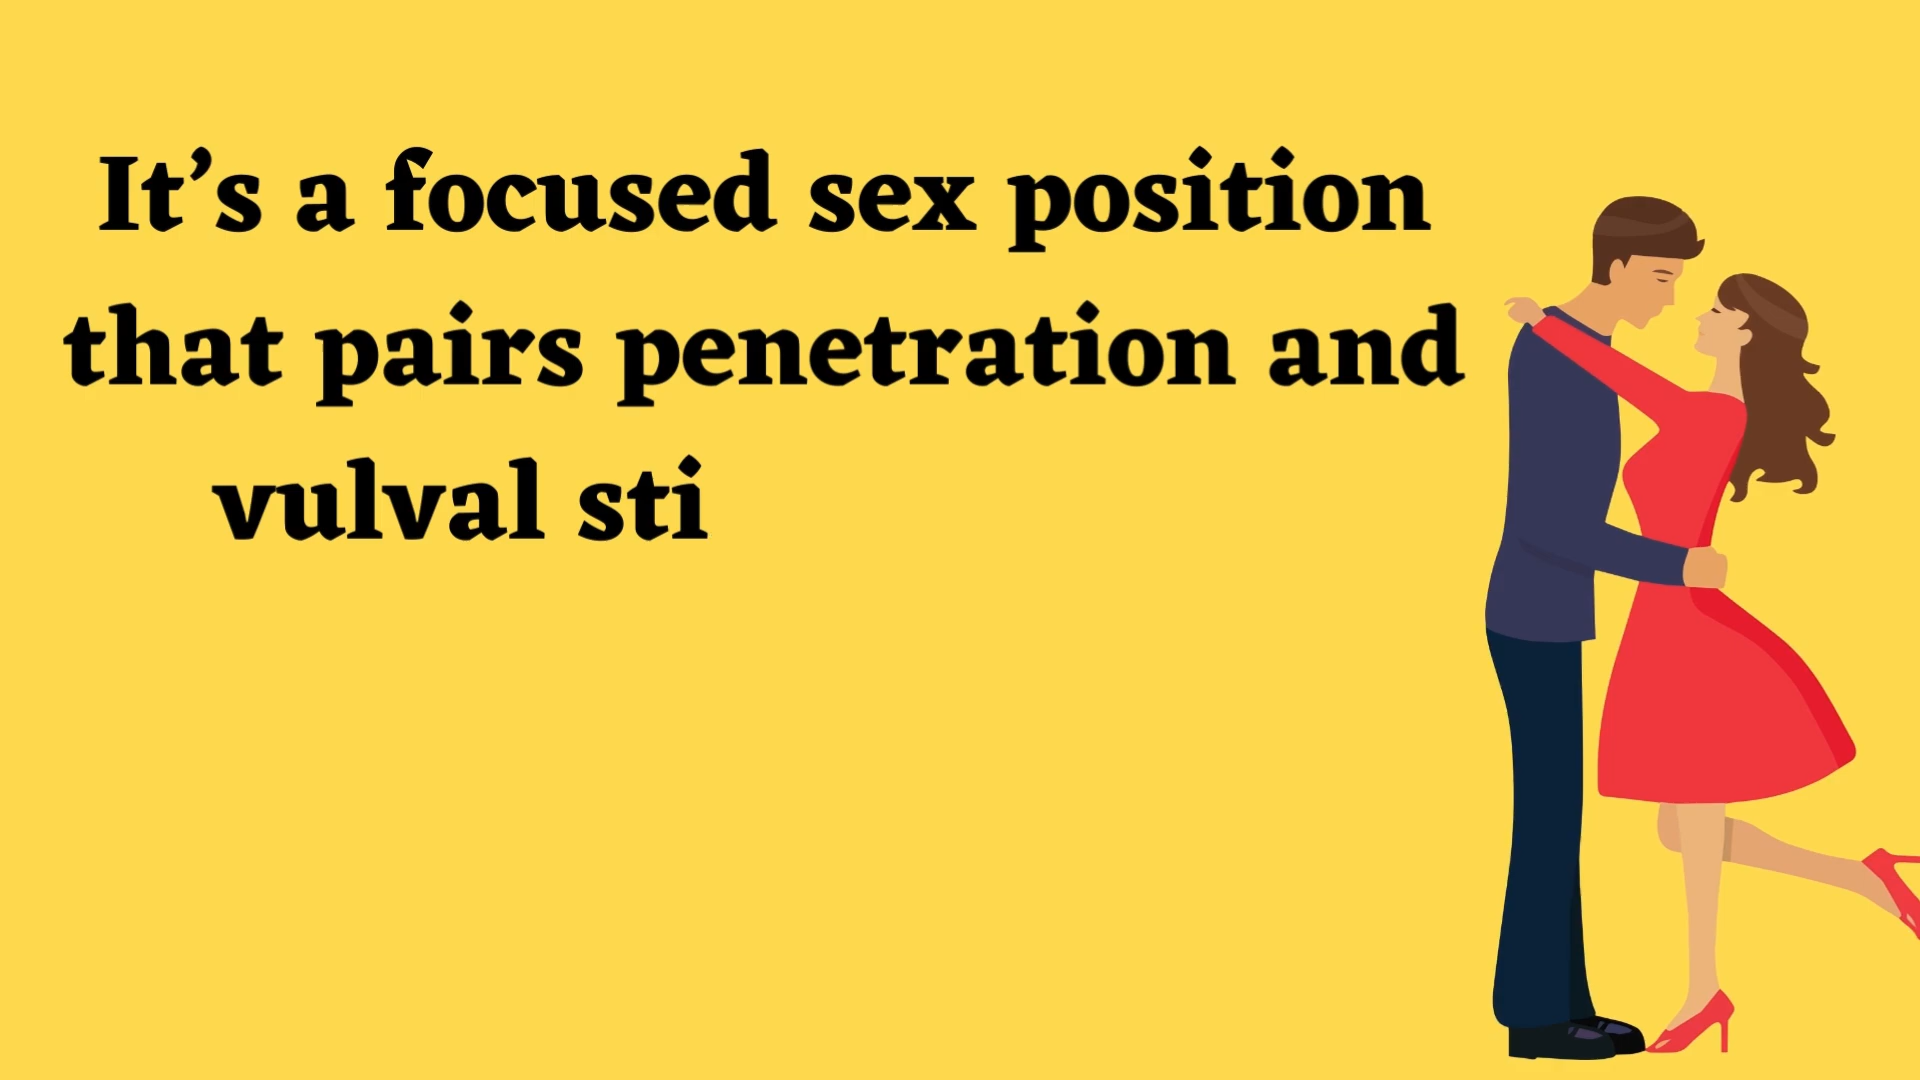 It’s a focused sex position
that pairs penetration and
vulval sti